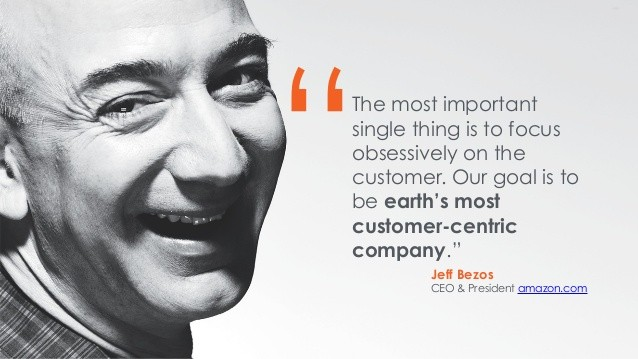 “
The most important
single thing is to focus
obsessively on the
customer. Our goal is to
be earth’s most
customer-centric
company.”
Jeff Bezos
CEO & President amazon.com